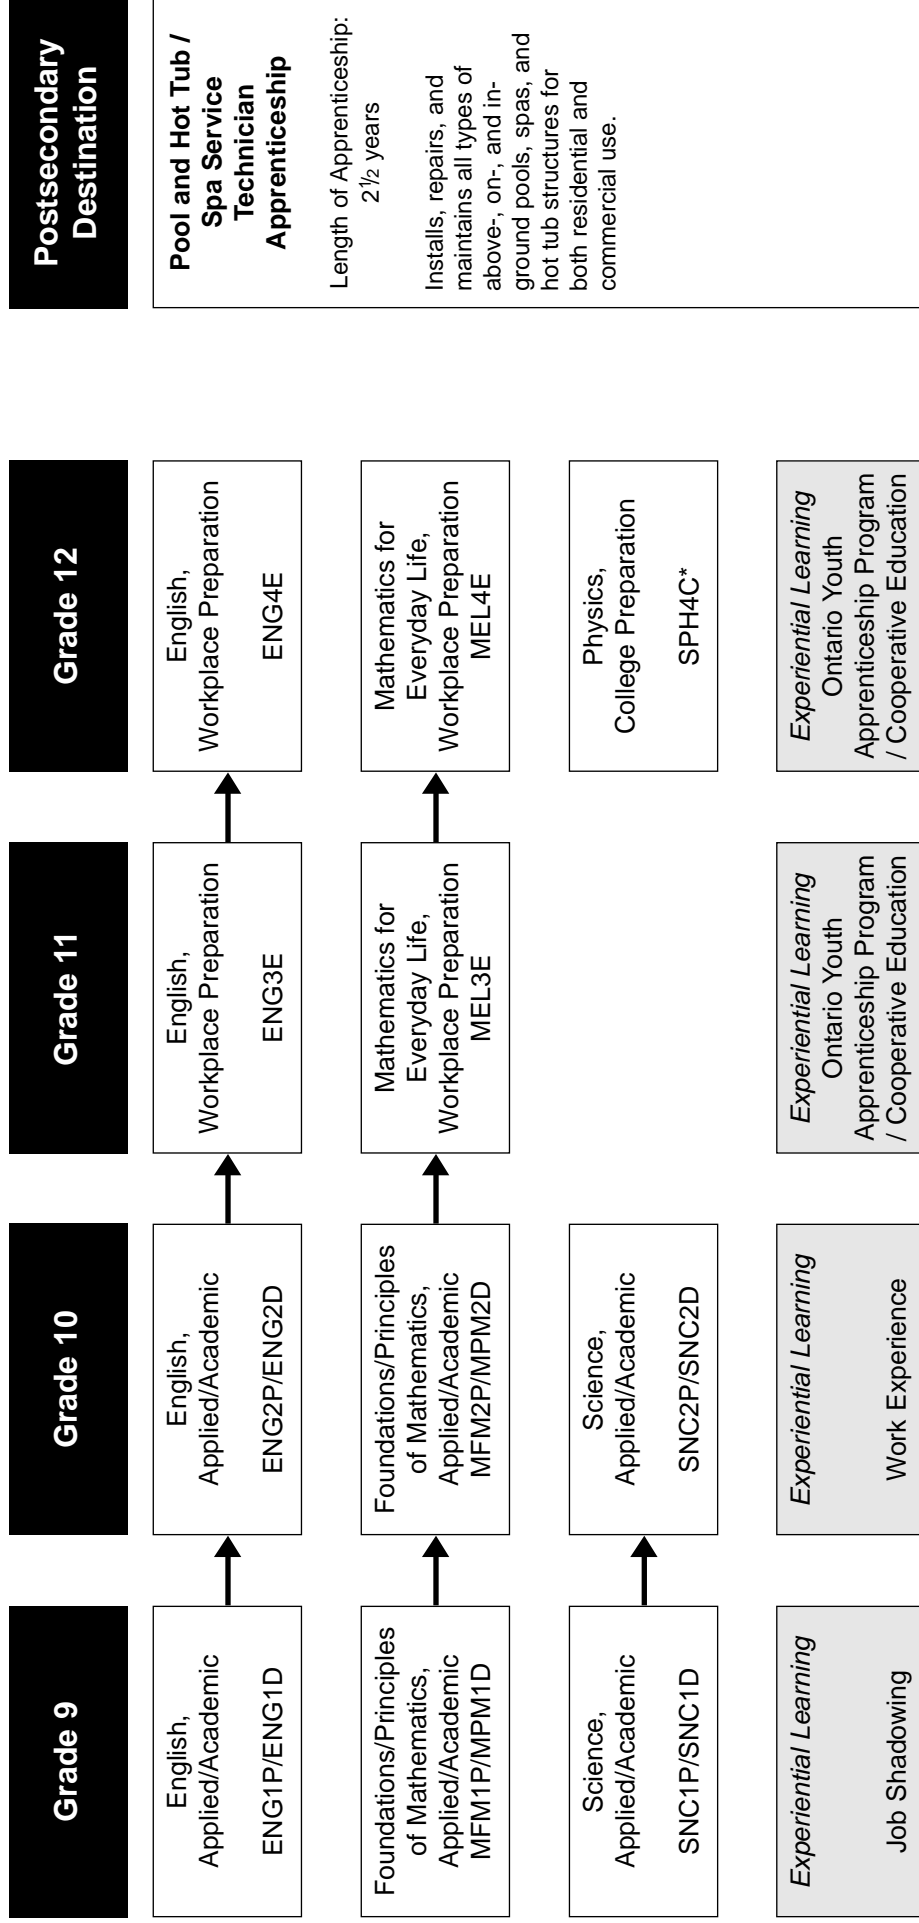 Grade 9
Grade 10
Grade 11
Grade 12
Postsecondary
Destination
English,
Applied/Academic
ENG1P/ENG1D
English,
Applied/Academic
ENG2P/ENG2D
English,
Workplace Preparation
ENG3E
English,
Workplace Preparation
ENG4E
Pool and Hot Tub /
Spa Service
Technician
Apprenticeship
Length of Apprenticeship:
2½ years
Installs, repairs, and
maintains all types of
above-, on-, and in-
ground pools, spas, and
hot tub structures for
both residential and
commercial use.
Foundations/Principles
of Mathematics,
Applied/Academic
MFM1P/MPM1D
Foundations/Principles
of Mathematics,
Applied/Academic
MFM2P/MPM2D
Mathematics for
Everyday Life,
Workplace Preparation
MEL3E
Mathematics for
Everyday Life,
Workplace Preparation
MEL4E
Science,
Applied/Academic
SNC1P/SNC1D
Science,
Applied/Academic
SNC2P/SNC2D
Physics,
College Preparation
SPH4C*
Experiential Learning
Job Shadowing
Experiential Learning
Work Experience
Experiential Learning
Ontario Youth
Apprenticeship Program
/ Cooperative Education
Experiential Learning
Ontario Youth
Apprenticeship Program
/ Cooperative Education